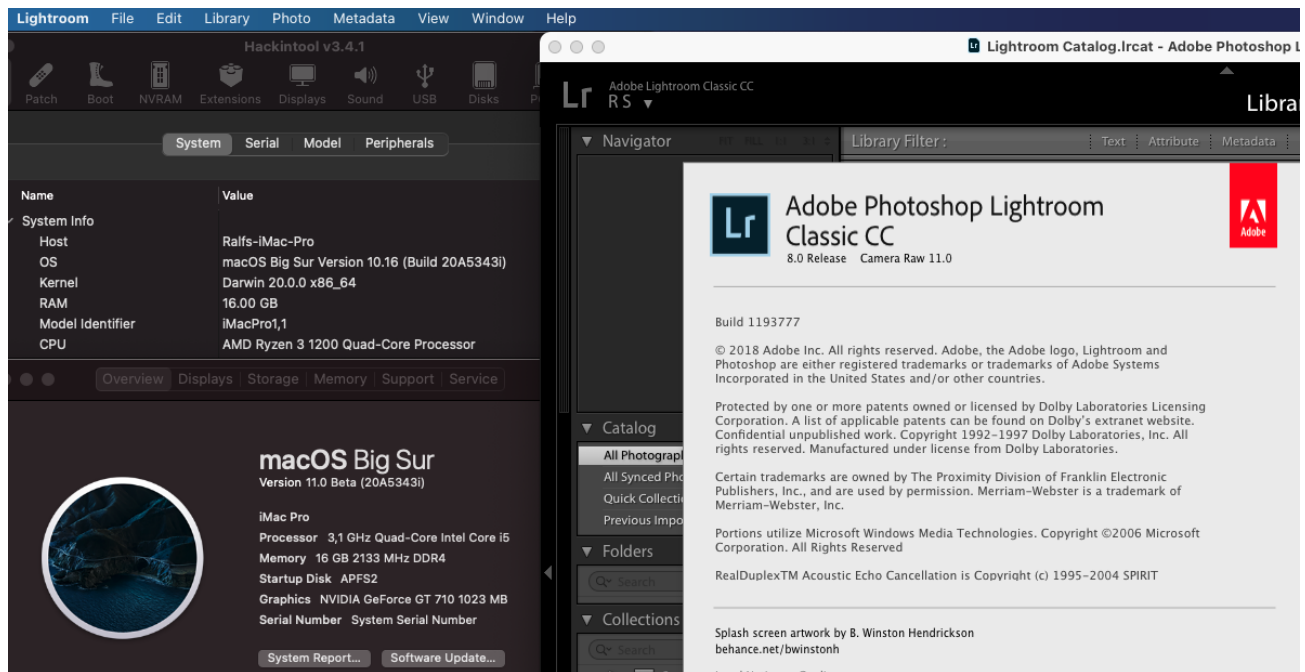 Lightroom File Edit Library Photo Metadata View Window Help
Hackintool v3.4.1
Patch Boot NVRAM Extensions Displays Sound USB Disks
System Serial Model Peripherals
Name Value
System Info
Host Ralfs-iMac-Pro
OS macOS Big Sur Version 10.16 (Build 20A5343i)
Kernel Darwin 20.0.0 x86_64
RAM 16.00 GB
Model Identifier iMacPro1,1
CPU AMD Ryzen 3 1200 Quad-Core Processor
Overview Displays Storage Memory Support Service
macOS Big Sur
Version 11.0 Beta (20A5343i)
iMac Pro
Processor 3,1 GHz Quad-Core Intel Core i5
Memory 16 GB 2133 MHz DDR4
Startup Disk APFS2
Graphics NVIDIA GeForce GT 710 1023 MB
Serial Number System Serial Number
System Report... Software Update...
Lightroom Catalog.lrcat - Adobe Photoshop L
Lr Adobe Lightroom Classic CC
R S
Librar
Navigator FIT FILL 1:1
Library Filter : Text Attribute Metadata
Catalog
All Photograp
All Synced Pho
Quick Collecti
Previous Impo
Folders
Search
Collections
Search
Lr
Adobe Photoshop Lightroom
Classic CC
8.0 Release Camera Raw 11.0
Adobe
Build 1193777
© 2018 Adobe Inc. All rights reserved. Adobe, the Adobe logo, Lightroom and
Photoshop are either registered trademarks or trademarks of Adobe Systems
Incorporated in the United States and/or other countries.
Protected by one or more patents owned or licensed by Dolby Laboratories Licensing
Corporation. A list of applicable patents can be found on Dolby's extranet website.
Confidential unpublished work. Copyright 1992-1997 Dolby Laboratories, Inc. All
rights reserved. Manufactured under license from Dolby Laboratories.
Certain trademarks are owned by The Proximity Division of Franklin Electronic
Publishers, Inc., and are used by permission. Merriam-Webster is a trademark of
Merriam-Webster, Inc.
Portions utilize Microsoft Windows Media Technologies. Copyright ©2006 Microsoft
Corporation. All Rights Reserved
RealDuplexTM Acoustic Echo Cancellation is Copyright (c) 1995-2004 SPIRIT
Splash screen artwork by B. Winston Hendrickson
behance.net/bwinstonh